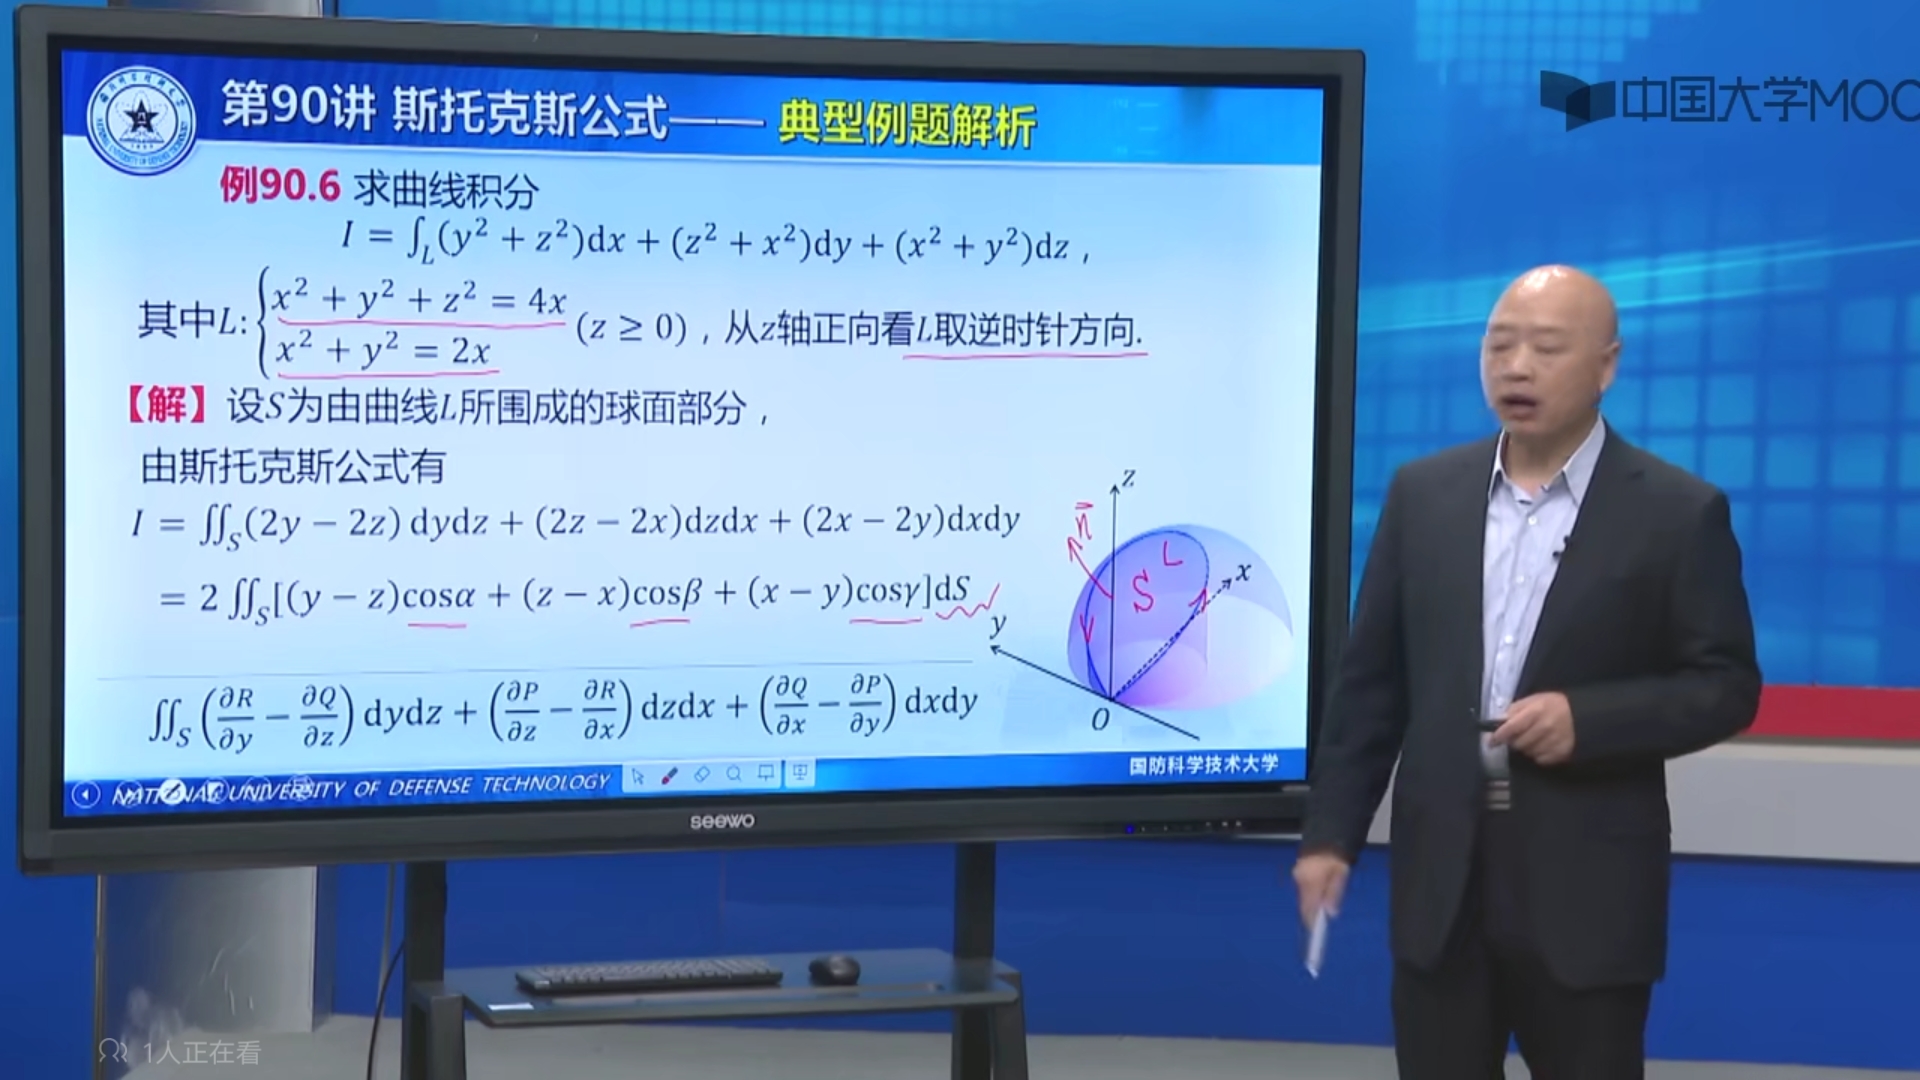 中国大学MOO
第90讲 斯托克斯公式—— 典型例题解析
例90.6 求曲线积分
I = ∫_L(y² + z²)dx + (z² + x²)dy + (x² + y²)dz ,
其中L: { x² + y² + z² = 4x
x² + y² = 2x
(z ≥ 0) , 从z轴正向看L取逆时针方向.
【解】设S为由曲线L所围成的球面部分 ,
由斯托克斯公式有
I = ∬_S(2y − 2z) dydz + (2z − 2x)dzdx + (2x − 2y)dxdy
= 2 ∬_S[(y − z)cosα + (z − x)cosβ + (x − y)cosγ]dS
∬_S (∂R/∂y − ∂Q/∂z) dydz + (∂P/∂z − ∂R/∂x) dzdx + (∂Q/∂x − ∂P/∂y) dxdy
z
n
L
S
x
y
O
NATIONAL UNIVERSITY OF DEFENSE TECHNOLOGY
国防科学技术大学
seewo
1人正在看